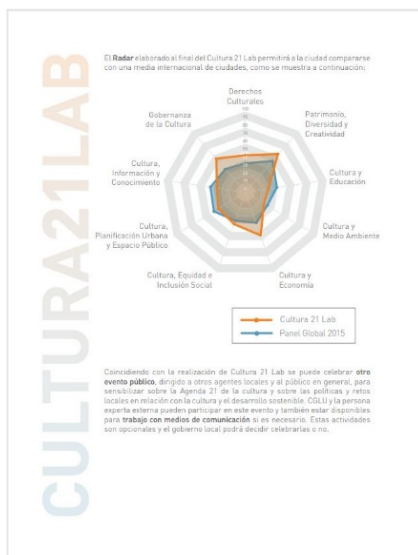 CULTURA21LAB
El Radar elaborado al final del Cultura 21 Lab permitirá a la ciudad compararse
con una media internacional de ciudades, como se muestra a continuación:
Derechos
Culturales
Gobernanza
de la Cultura
Patrimonio,
Diversidad y
Creatividad
Cultura,
Información y
Conocimiento
Cultura y
Educación
Cultura,
Planificación Urbana
y Espacio Público
Cultura y
Medio Ambiente
Cultura, Equidad e
Inclusión Social
Cultura y
Economía
Cultura 21 Lab
Panel Global 2015
Coincidiendo con la realización de Cultura 21 Lab se puede celebrar otro
evento público, dirigido a otros agentes locales y al público en general, para
sensibilizar sobre la Agenda 21 de la cultura y sobre las políticas y retos
locales en relación con la cultura y el desarrollo sostenible. CGLU y la persona
experta externa pueden participar en este evento y también estar disponibles
para trabajo con medios de comunicación si es necesario. Estas actividades
son opcionales y el gobierno local podrá decidir celebrarlas o no.